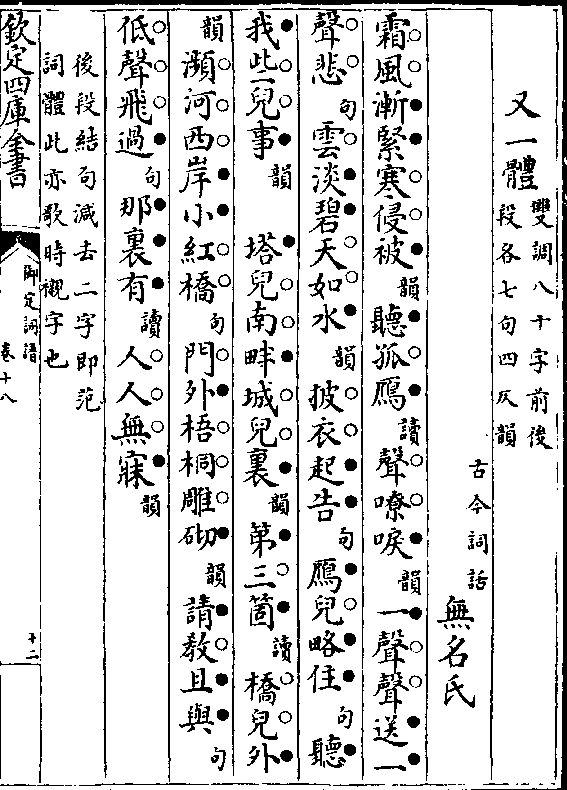 又一體
雙調八十字前後
段各七句四仄韻
古今詞話 無名氏
霜風漸緊寒侵被韻聽孤鴈讀聲嘹唳韻一聲聲送一
聲悲句雲淡碧天如水韻披衣起告句鴈兒略住句聽
我些兒事韻 塔兒南畔城兒裏韻第三箇讀橋兒外
韻瀕河西岸小紅橋句門外梧桐雕砌韻請教且與句
低聲飛過句那裏有讀人人無寐韻
後段結句減去二字即范
詞體此亦歌時襯字也
欽定四庫全書
御定詞譜
卷十八
十二